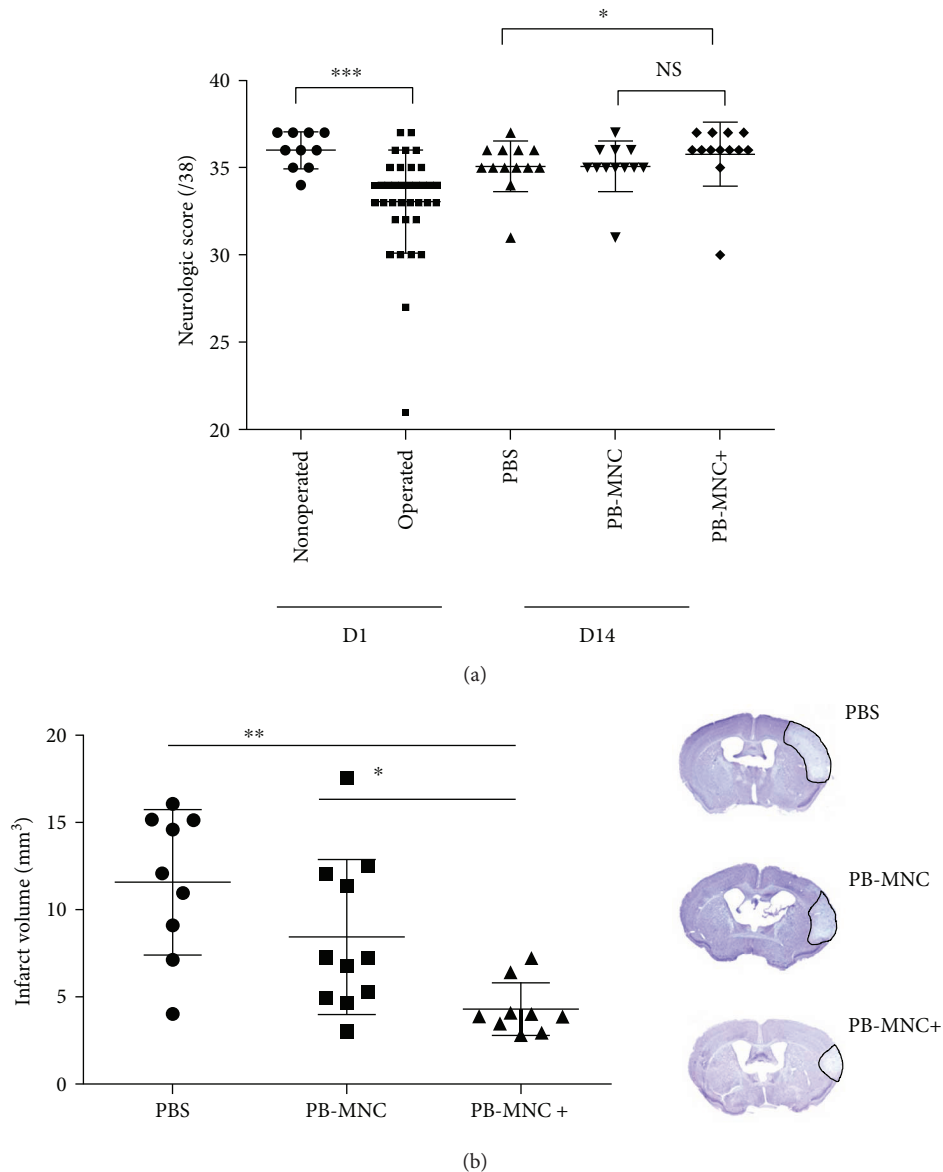 *
***
NS
40
35
30
25
20
Neurologic score (/38)
Nonoperated
Operated
PBS
PB-MNC
PB-MNC+
D1
D14
(a)
20
15
10
5
0
Infarct volume (mm³)
**
*
PBS
PB-MNC
PB-MNC +
PBS
PB-MNC
PB-MNC+
(b)